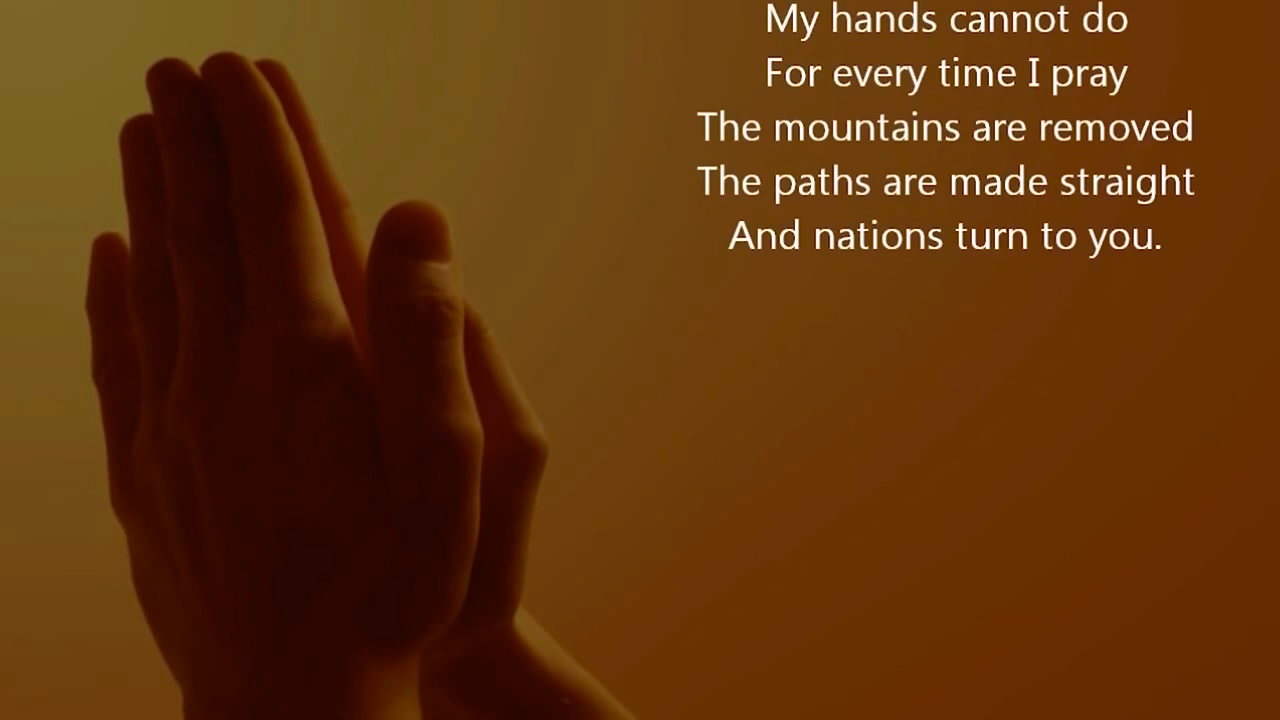 My hands cannot do
For every time I pray
The mountains are removed
The paths are made straight
And nations turn to you.